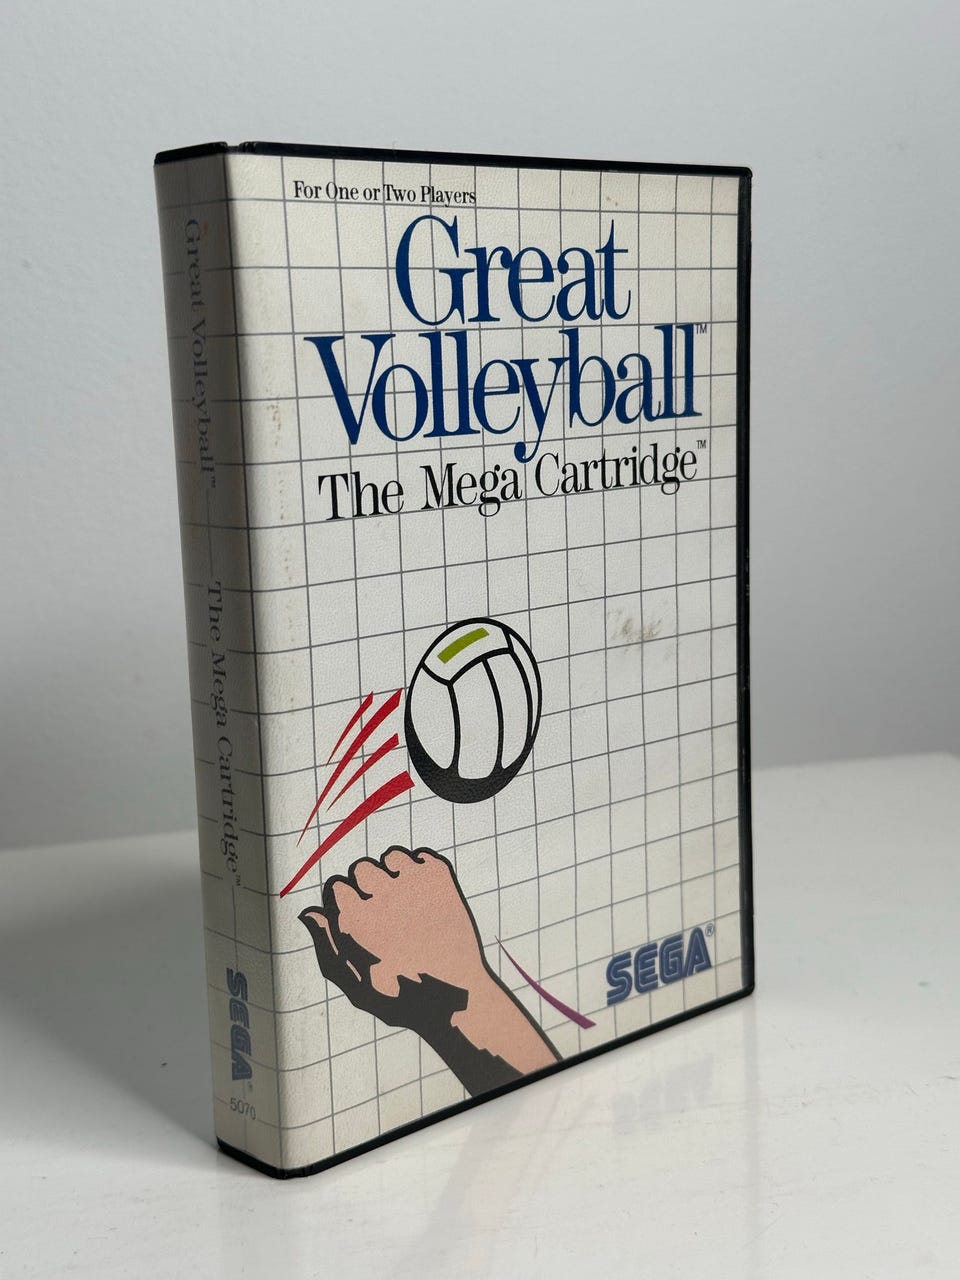 For One or Two Players
Great
Volleyball™
The Mega Cartridge™
SEGA®
Great Volleyball™
The Mega Cartridge™
SEGA®
5070